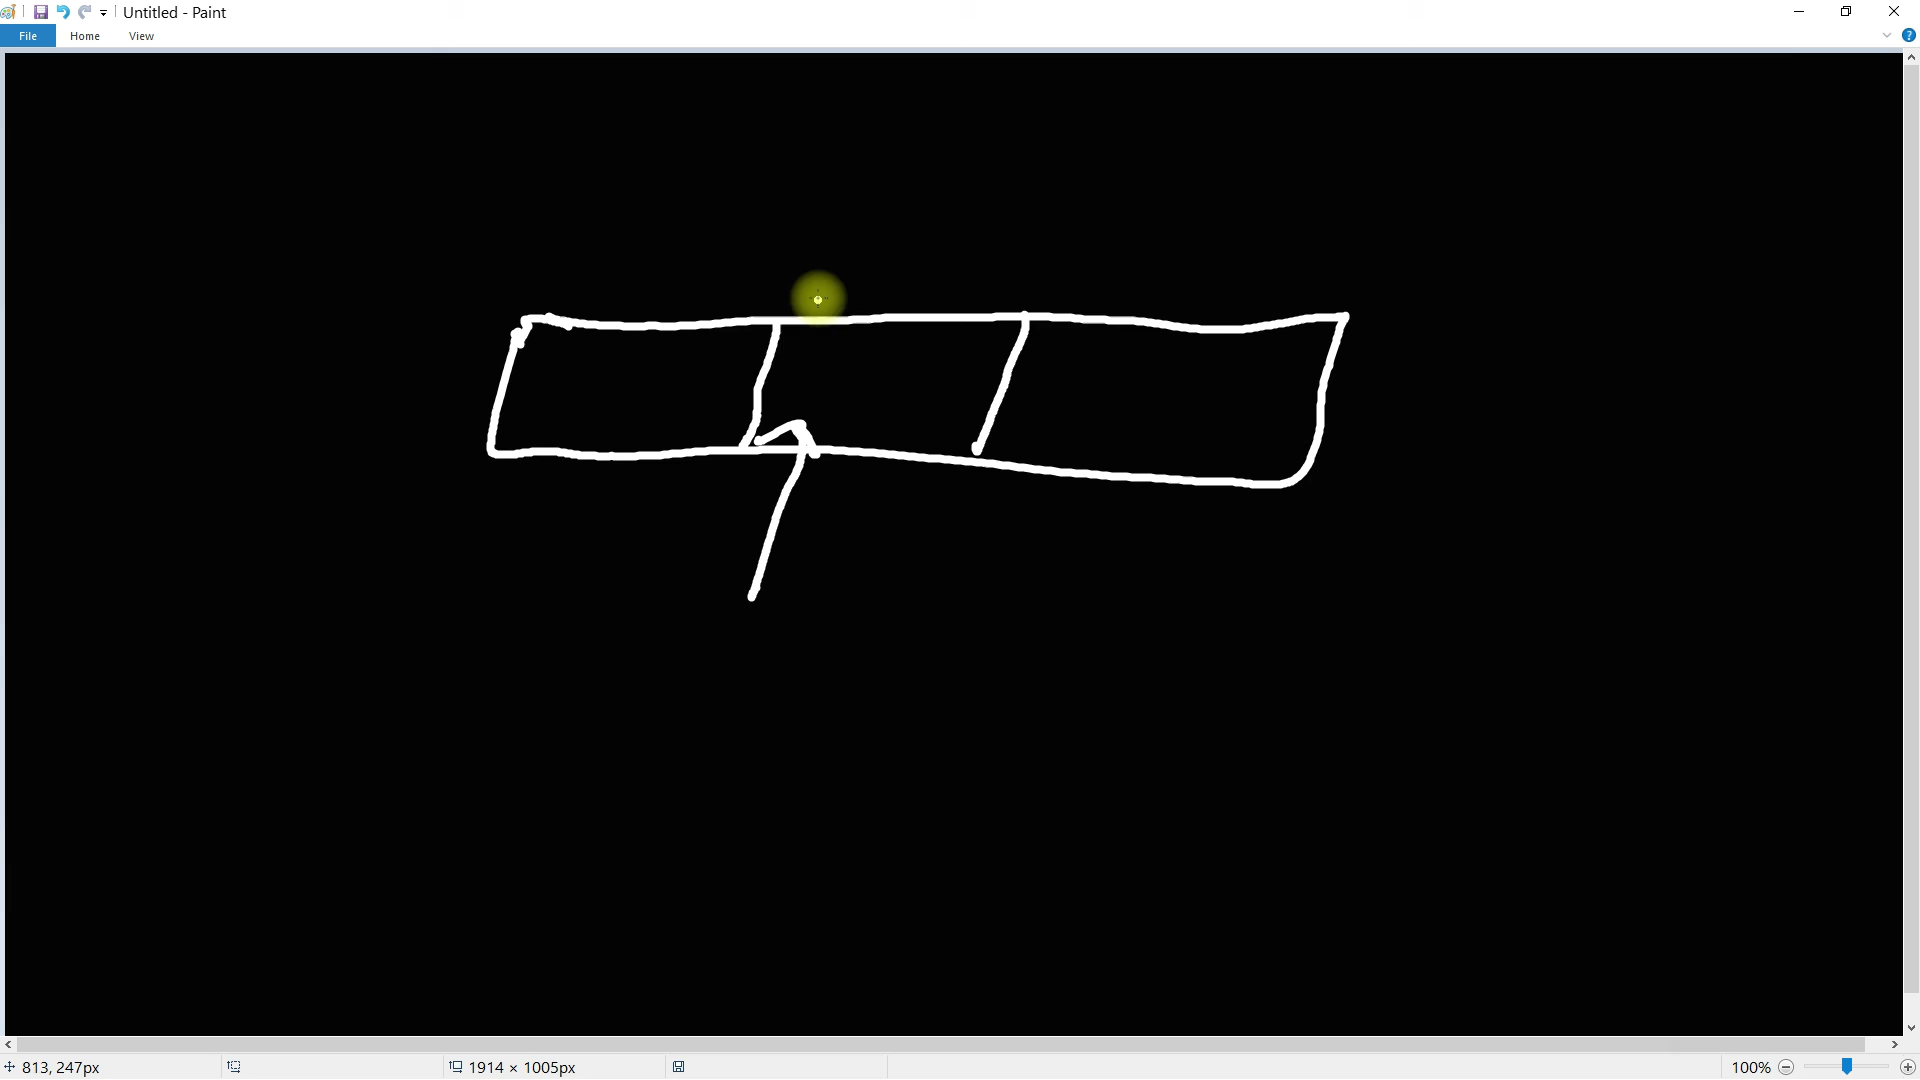 Untitled - Paint
File Home View
813, 247px 1914 × 1005px 100%